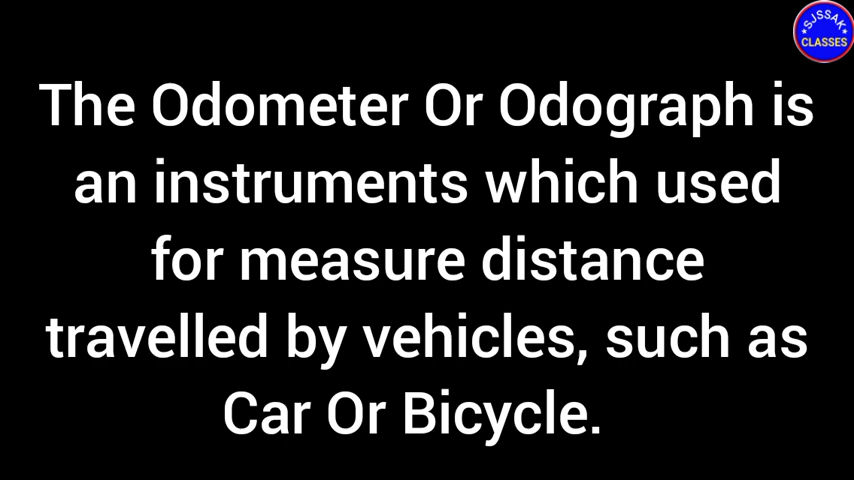 SJSSAK
CLASSES
The Odometer Or Odograph is
an instruments which used
for measure distance
travelled by vehicles, such as
Car Or Bicycle.